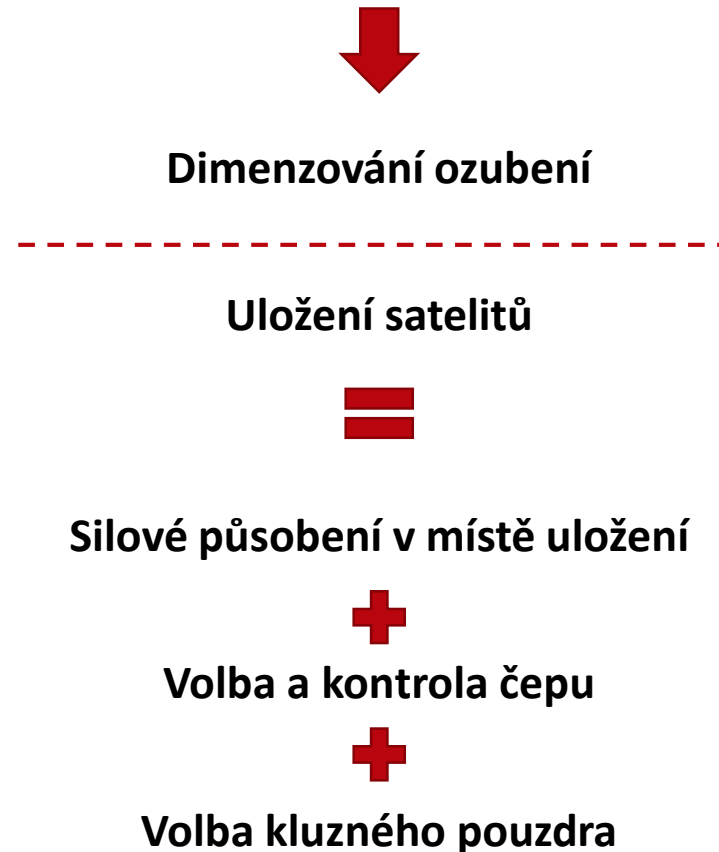 Dimenzování ozubení
Uložení satelitů
Silové působení v místě uložení
Volba a kontrola čepu
Volba kluzného pouzdra